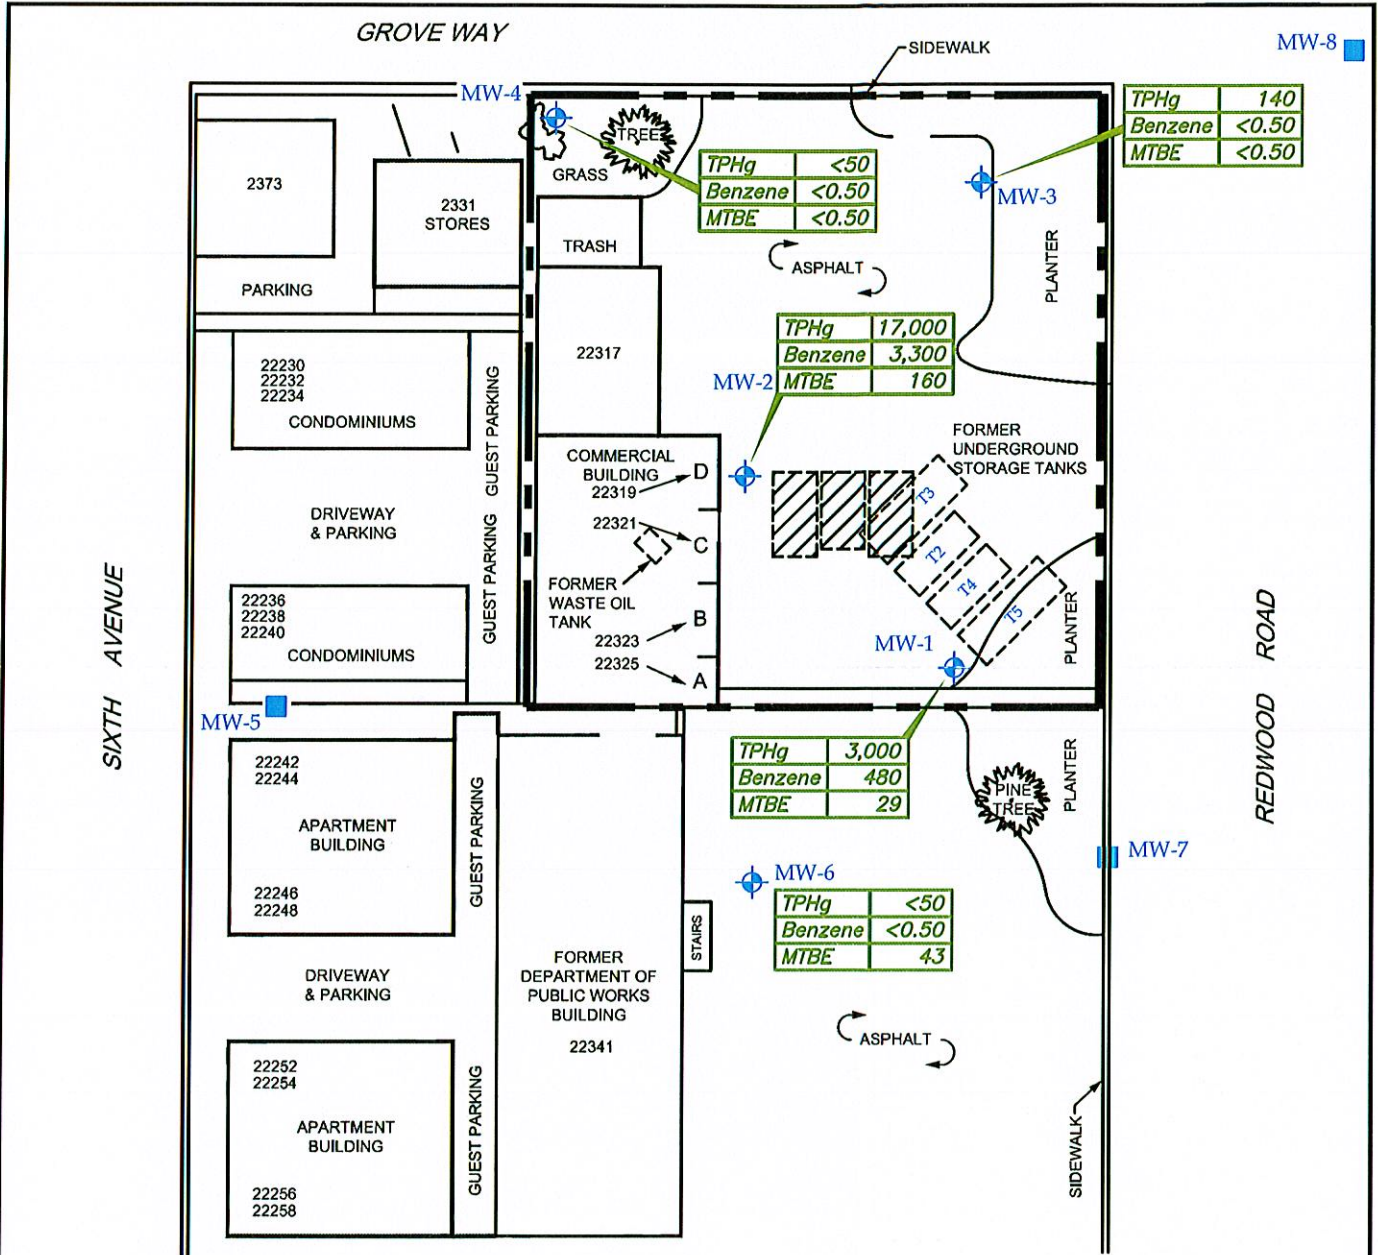 GROVE WAY
MW-8
SIDEWALK
MW-4
TPHg 140
Benzene <0.50
MTBE <0.50
TREE
GRASS
TPHg <50
Benzene <0.50
MTBE <0.50
MW-3
2373
2331
STORES
TRASH
ASPHALT
PLANTER
PARKING
TPHg 17,000
Benzene 3,300
MTBE 160
MW-2
22317
22230
22232
22234
CONDOMINIUMS
GUEST PARKING
FORMER
UNDERGROUND
STORAGE TANKS
COMMERCIAL
BUILDING
22319
D
T3
DRIVEWAY
& PARKING
GUEST PARKING
22321
C
T2
T4
T5
FORMER
WASTE OIL
TANK
22323
B
22325
A
22236
22238
22240
CONDOMINIUMS
MW-1
PLANTER
SIXTH AVENUE
REDWOOD ROAD
MW-5
22242
22244
APARTMENT
BUILDING
22246
22248
GUEST PARKING
TPHg 3,000
Benzene 480
MTBE 29
PINE
TREE
PLANTER
MW-7
MW-6
TPHg <50
Benzene <0.50
MTBE 43
STAIRS
DRIVEWAY
& PARKING
FORMER
DEPARTMENT OF
PUBLIC WORKS
BUILDING
22341
ASPHALT
22252
22254
APARTMENT
BUILDING
22256
22258
GUEST PARKING
SIDEWALK